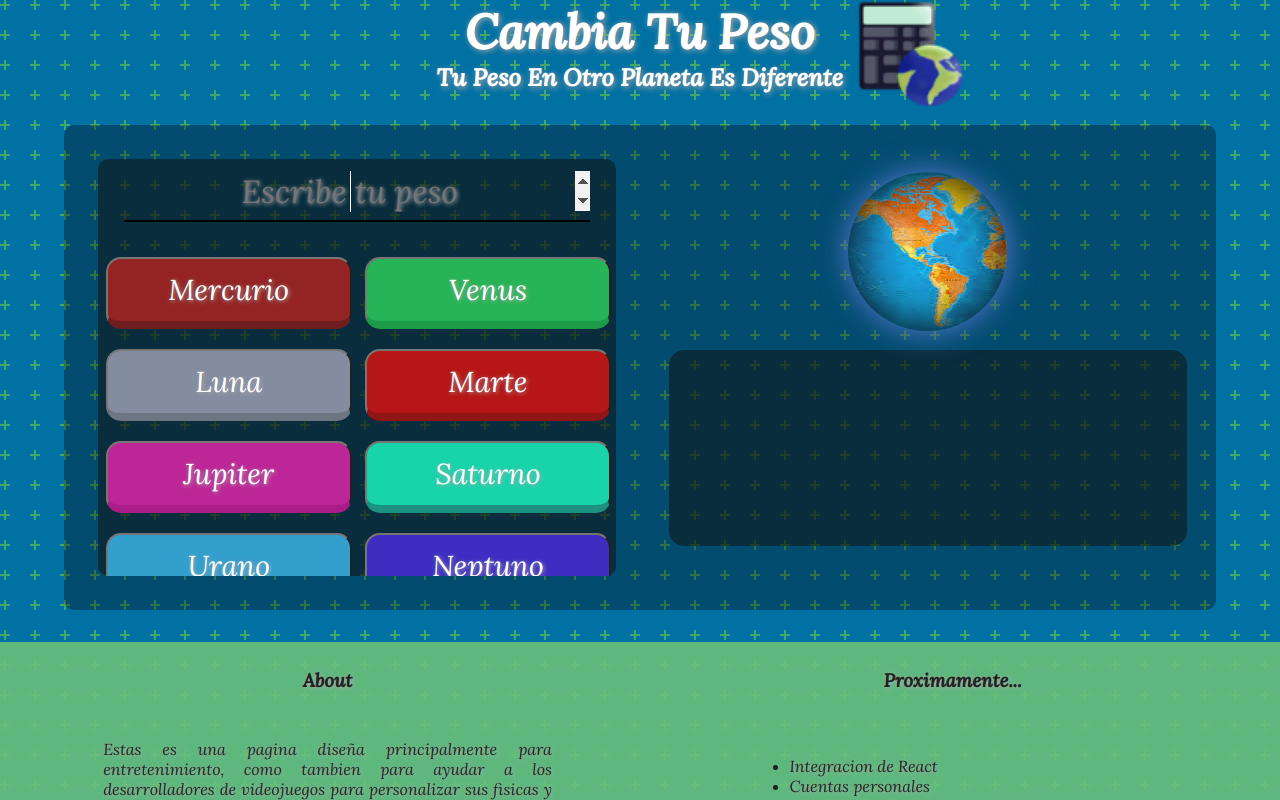 Cambia Tu Peso
Tu Peso En Otro Planeta Es Diferente
Escribe tu peso
Mercurio
Venus
Luna
Marte
Jupiter
Saturno
Urano
Neptuno
About
Estas es una pagina diseña principalmente para
entretenimiento, como tambien para ayudar a los
desarrolladores de videojuegos para personalizar sus fisicas y
Proximamente...
Integracion de React
Cuentas personales